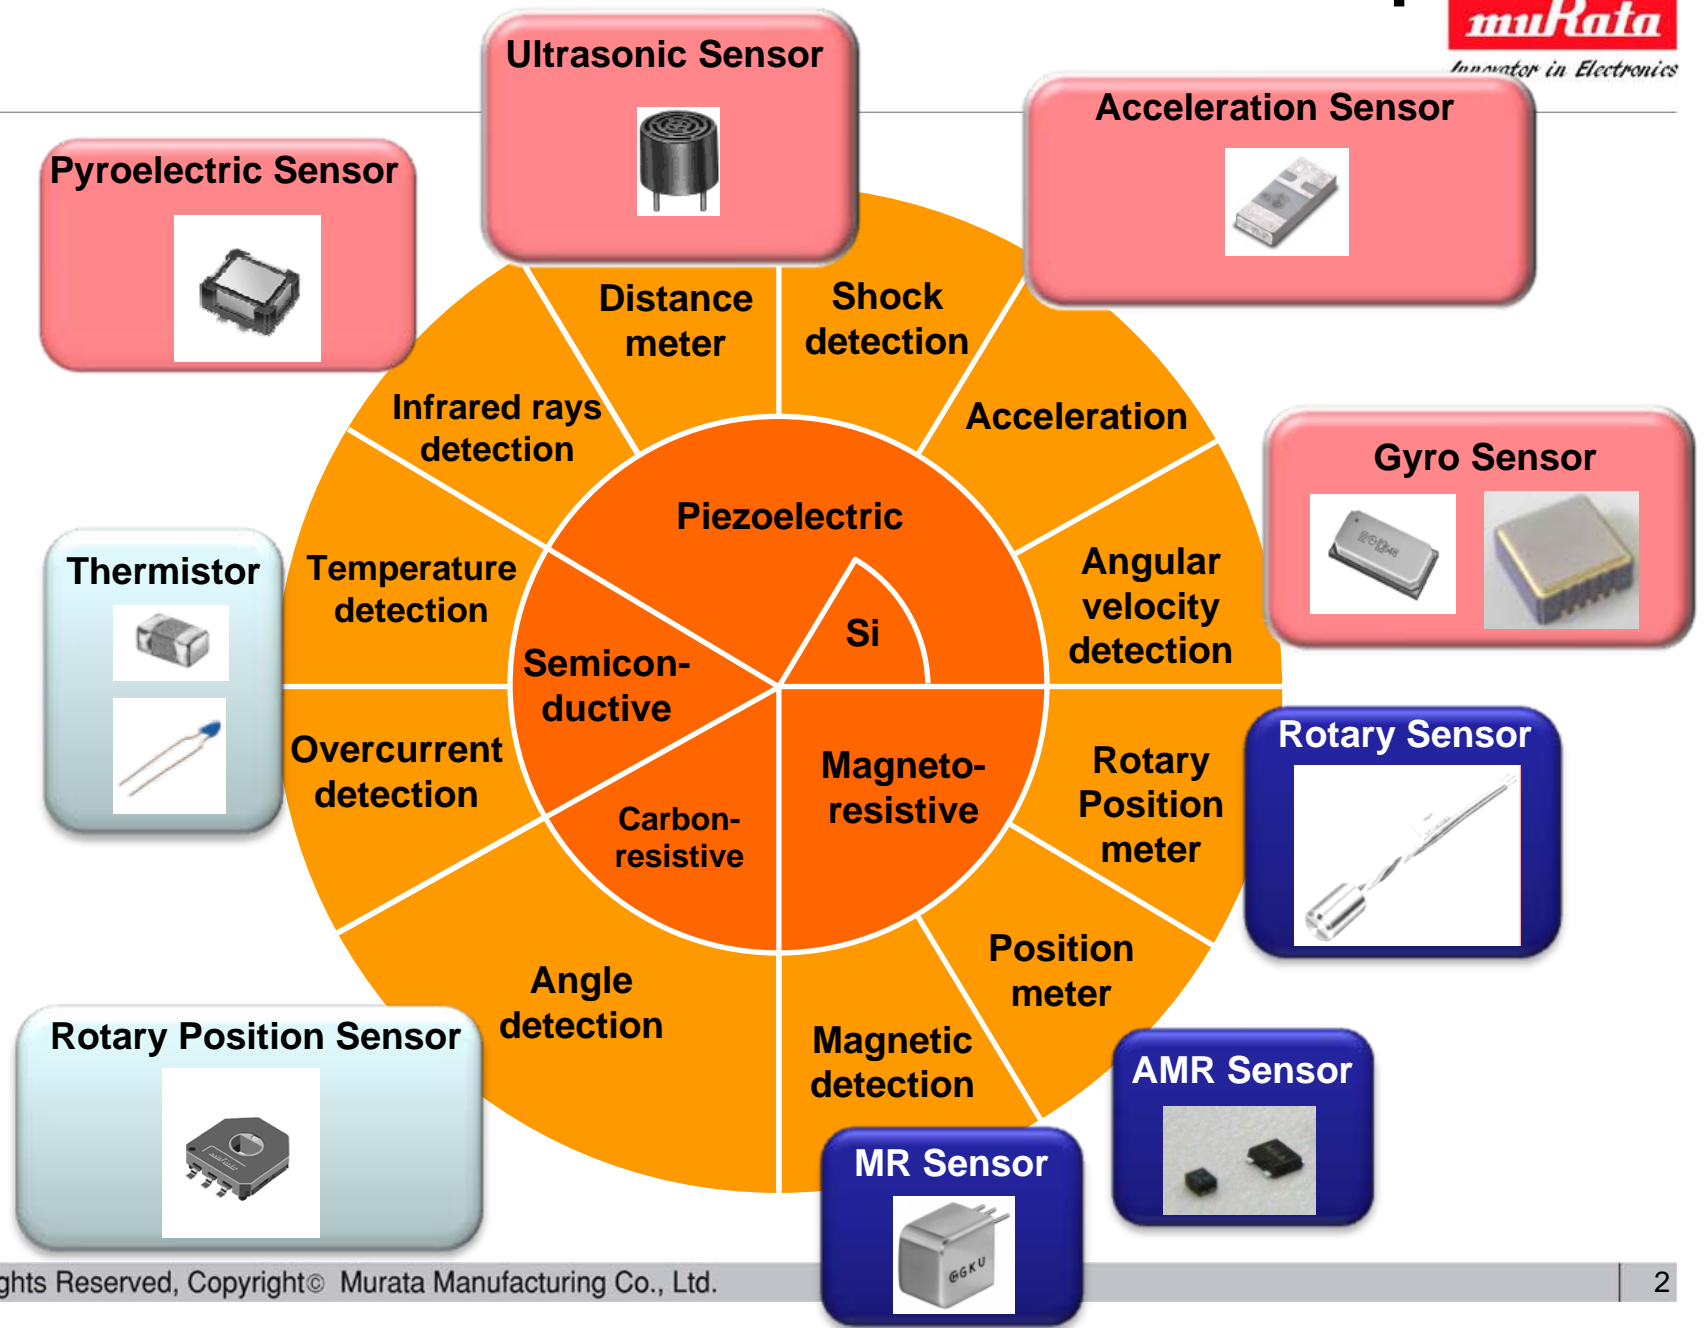 muRata
Innovator in Electronics
Ultrasonic Sensor
Acceleration Sensor
Pyroelectric Sensor
Distance
meter
Shock
detection
Infrared rays
detection
Acceleration
Gyro Sensor
Piezoelectric
Thermistor
Temperature
detection
Angular
velocity
detection
Si
Semicon-
ductive
Overcurrent
detection
Magneto-
resistive
Rotary
Position
meter
Rotary Sensor
Carbon-
resistive
Position
meter
Angle
detection
Rotary Position Sensor
Magnetic
detection
AMR Sensor
MR Sensor
GKU
ghts Reserved, Copyright© Murata Manufacturing Co., Ltd.
2